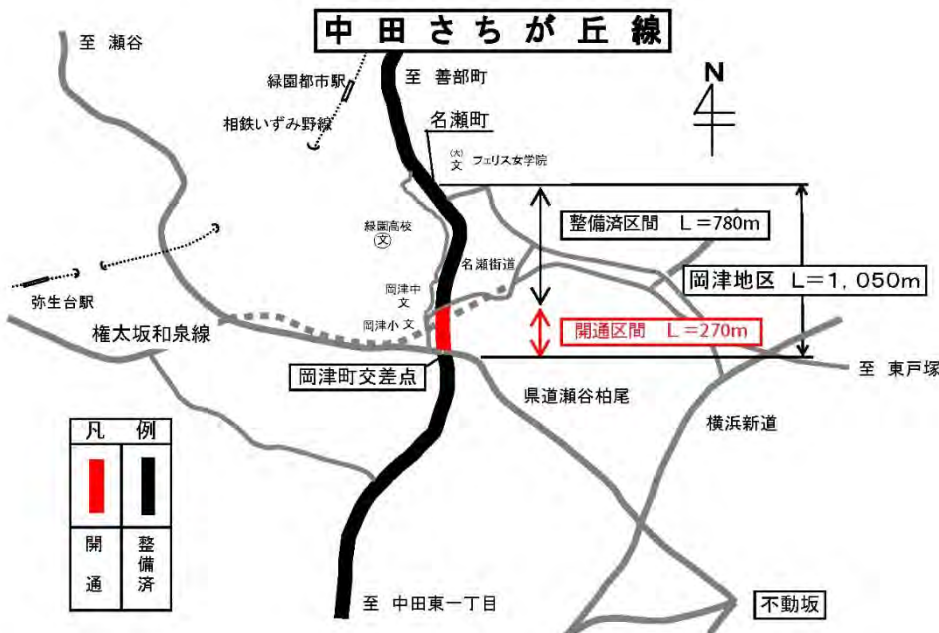 中田さちが丘線
至 瀬谷
至 善部町
緑園都市駅
相鉄いずみ野線
名瀬町
N
(大)
文 フェリス女学院
整備済区間 L=780m
緑園高校
文
名瀬街道
岡津地区 L=1,050m
弥生台駅
岡津中
文
権太坂和泉線
岡津小 文
開通区間 L=270m
岡津町交差点
至 東戸塚
県道瀬谷柏尾
横浜新道
凡 例
開通
整備済
至 中田東一丁目
不動坂